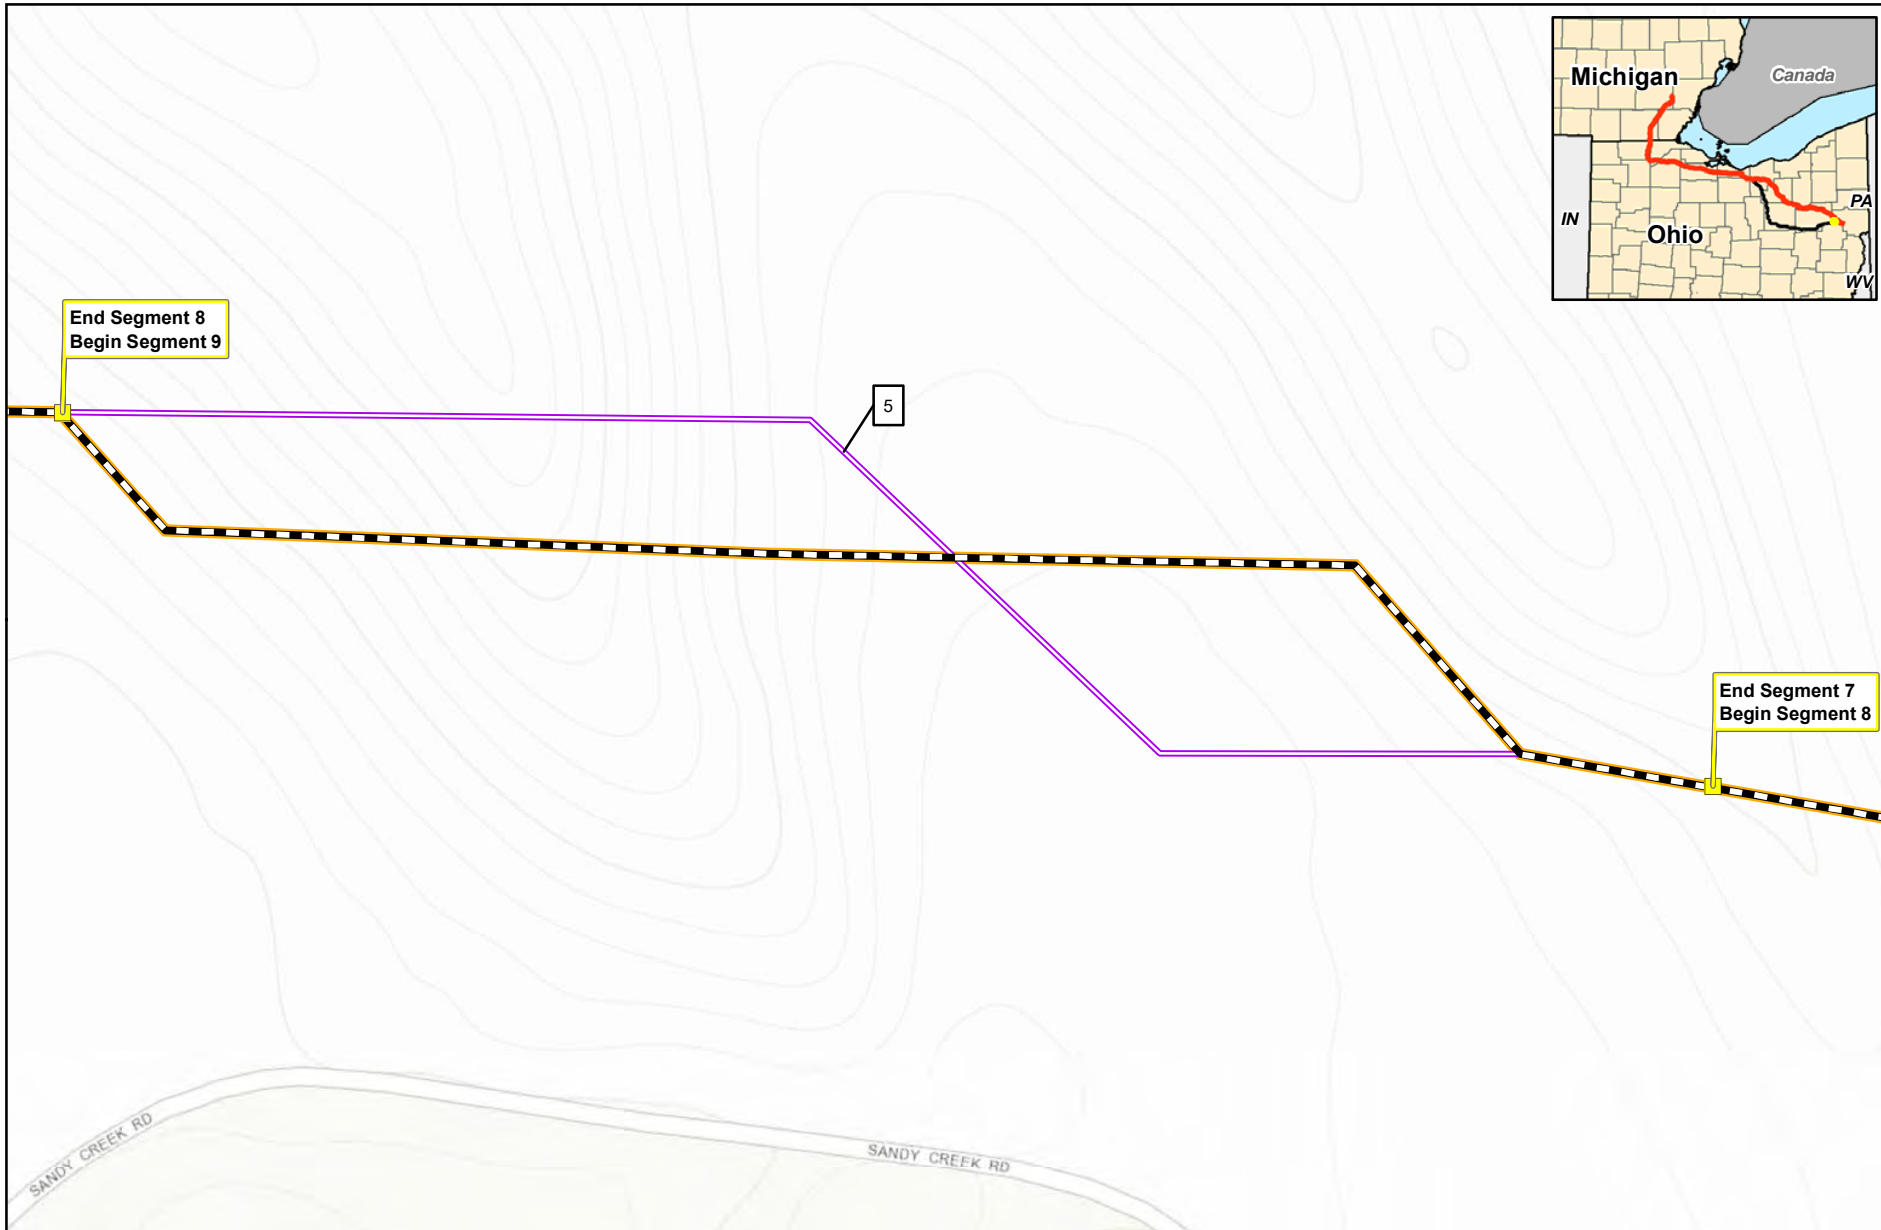 Michigan
Canada
IN
Ohio
PA
WV
End Segment 8
Begin Segment 9
5
End Segment 7
Begin Segment 8
SANDY CREEK RD
SANDY CREEK RD